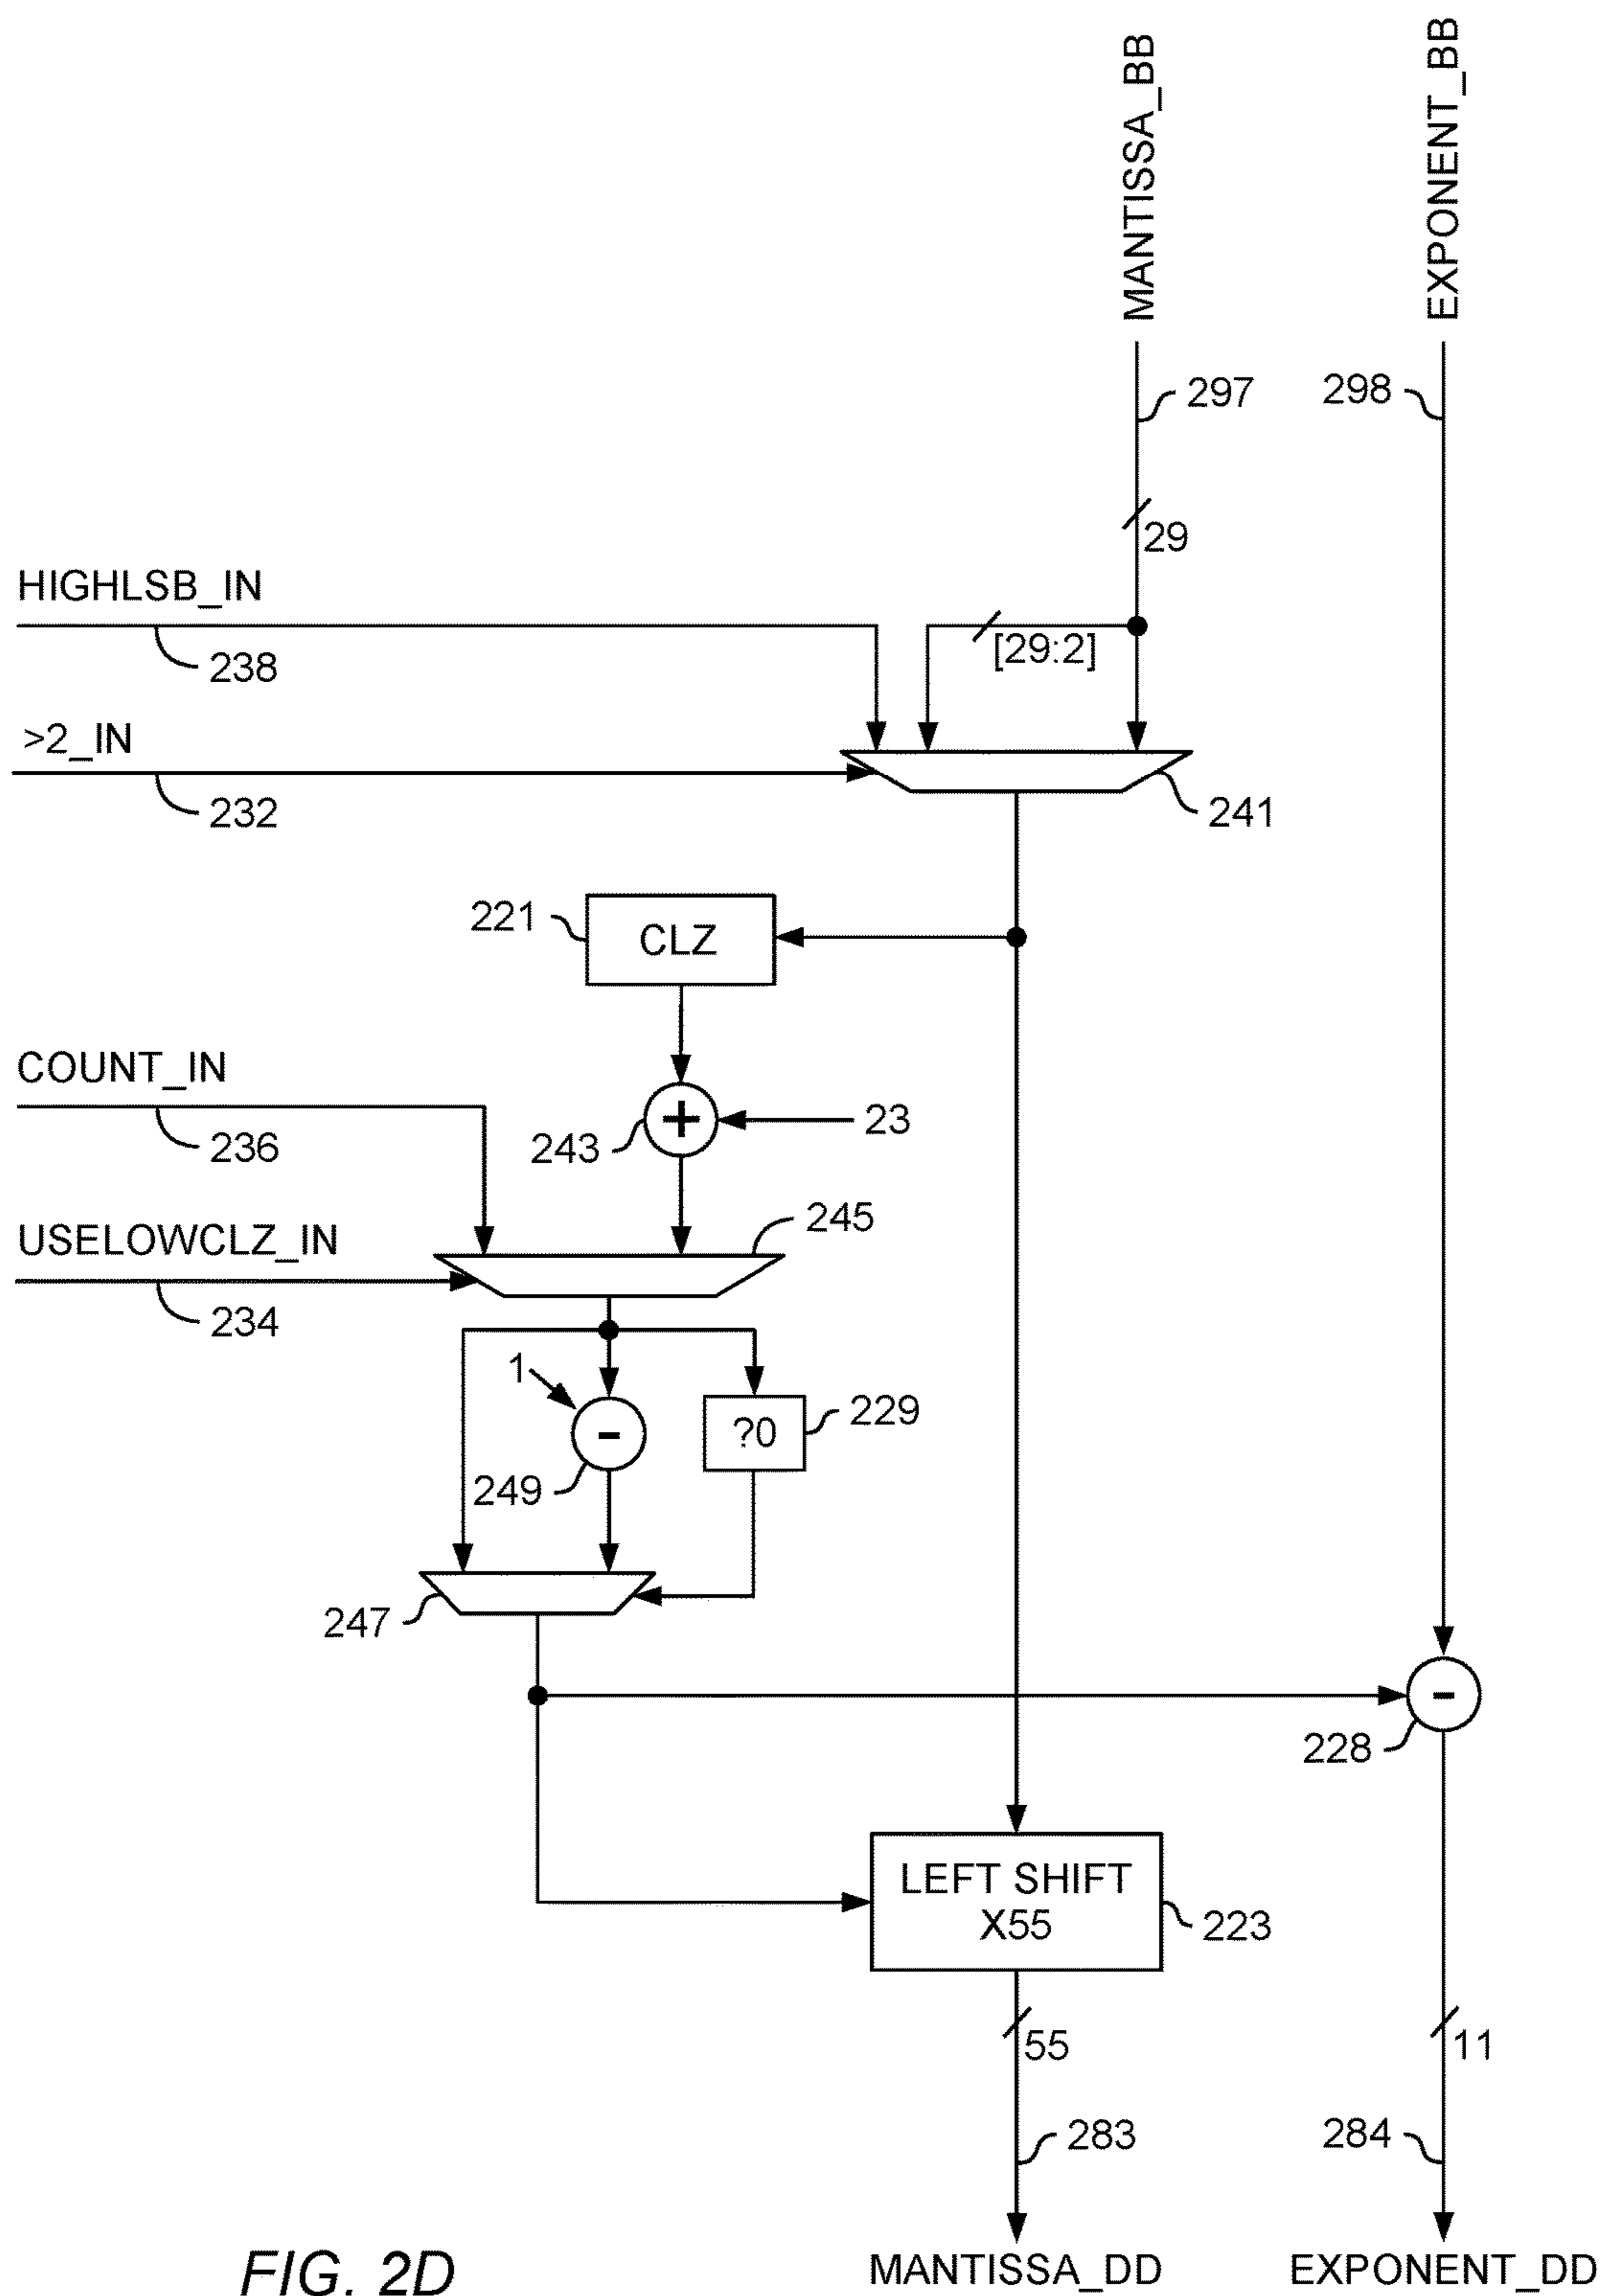 MANTISSA_BB
EXPONENT_BB
297
298
29
HIGHLSB_IN
[29:2]
238
>2_IN
232
241
221
CLZ
COUNT_IN
23
236
243
USELOWCLZ_IN
245
234
1
-
?0
229
249
247
-
228
LEFT SHIFT
X55
223
55
11
283
284
FIG. 2D
MANTISSA_DD
EXPONENT_DD
+